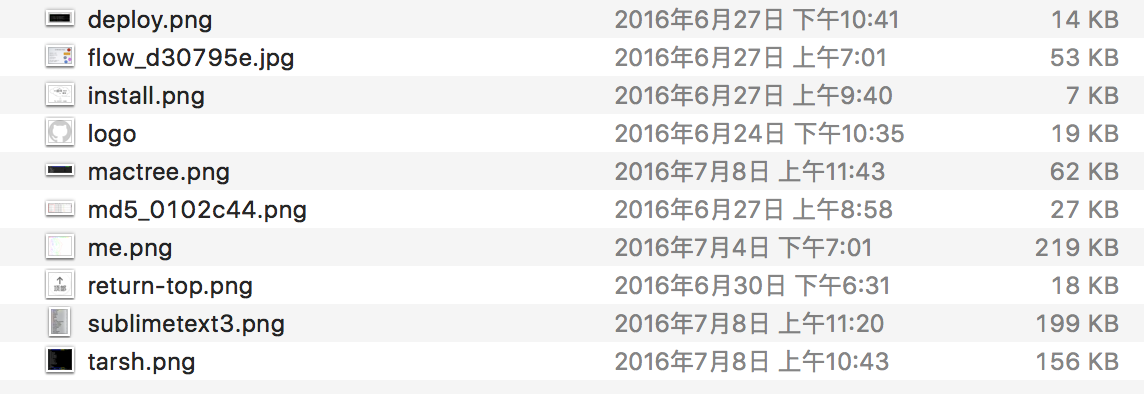 deploy.png 2016年6月27日 下午10:41 14 KB
flow_d30795e.jpg 2016年6月27日 上午7:01 53 KB
install.png 2016年6月27日 上午9:40 7 KB
logo 2016年6月24日 下午10:35 19 KB
mactree.png 2016年7月8日 上午11:43 62 KB
md5_0102c44.png 2016年6月27日 上午8:58 27 KB
me.png 2016年7月4日 下午7:01 219 KB
return-top.png 2016年6月30日 下午6:31 18 KB
sublimetext3.png 2016年7月8日 上午11:20 199 KB
tarsh.png 2016年7月8日 上午10:43 156 KB